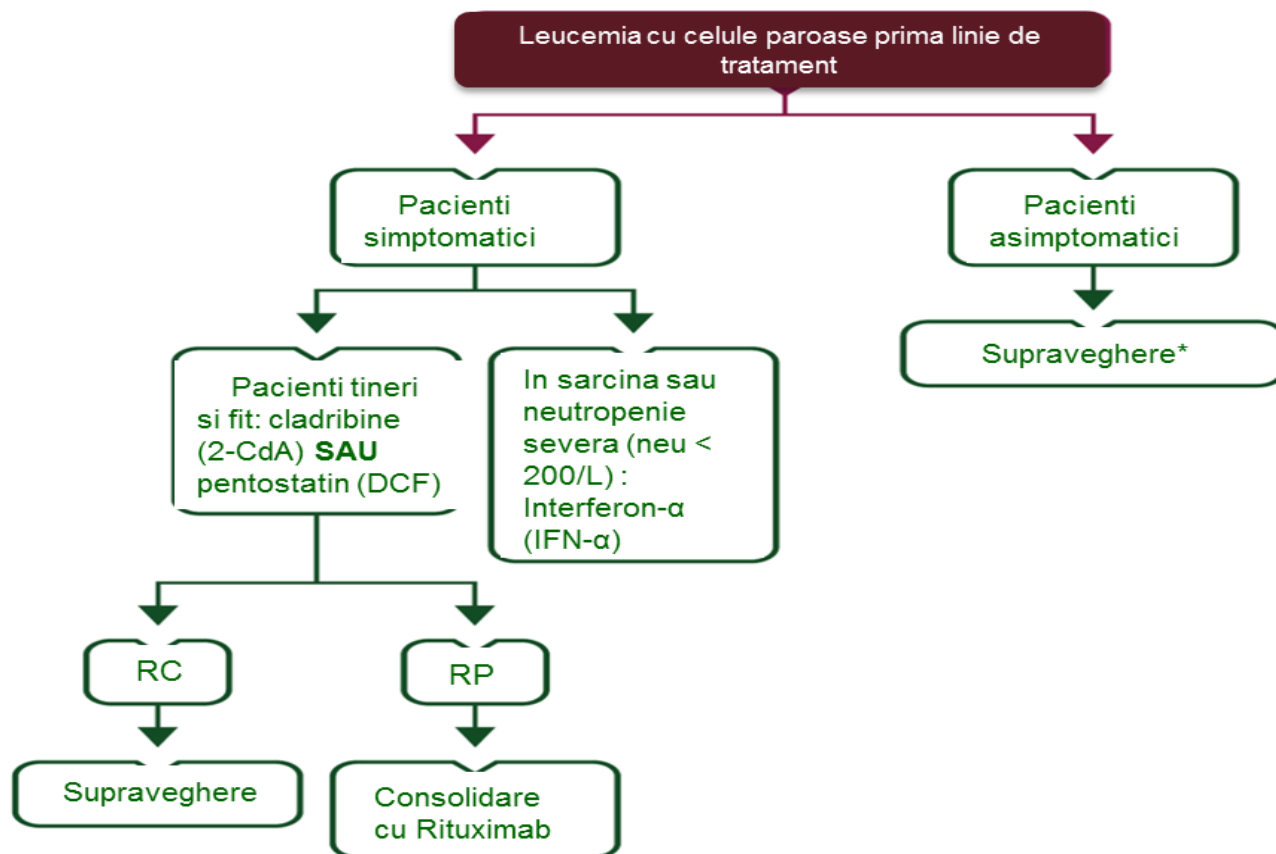 Leucemia cu celule paroase prima linie de
tratament
Pacienti
simptomatici
Pacienti
asimptomatici
Supraveghere*
Pacienti tineri
si fit: cladribine
(2-CdA) SAU
pentostatin (DCF)
In sarcina sau
neutropenie
severa (neu <
200/L) :
Interferon-α
(IFN-α)
RC
RP
Supraveghere
Consolidare
cu Rituximab